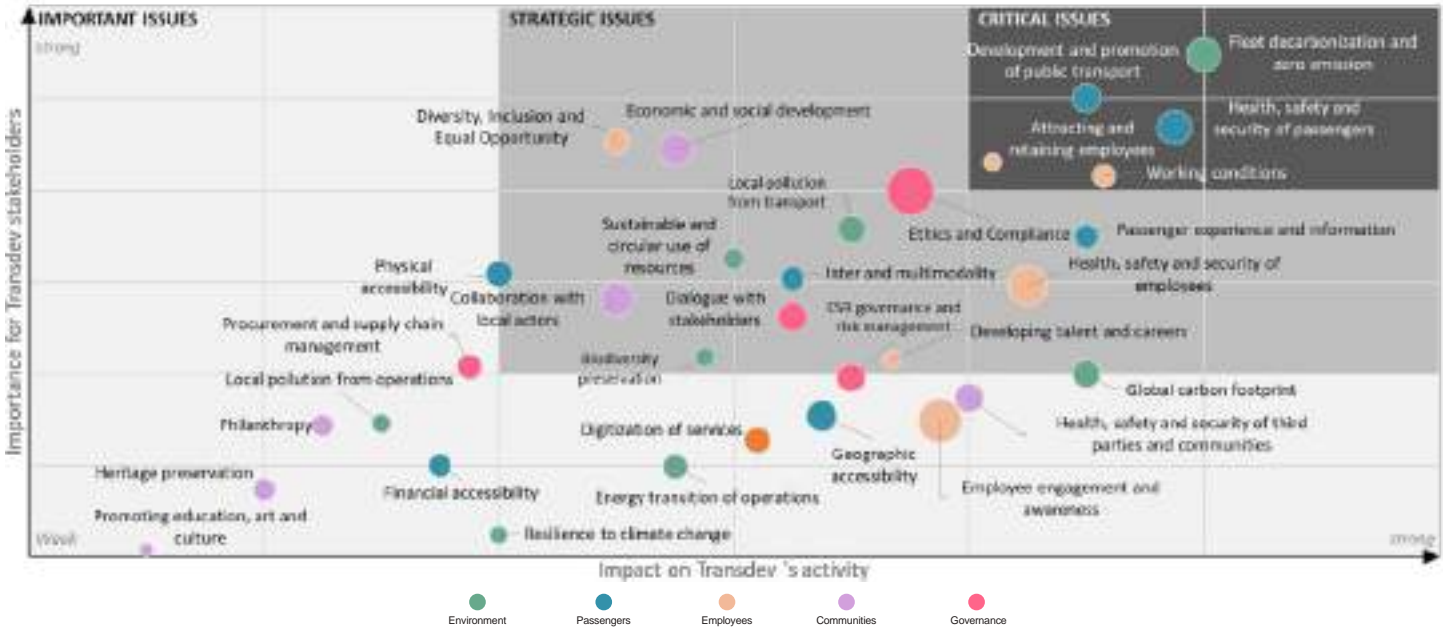 IMPORTANT ISSUES
STRATEGIC ISSUES
CRITICAL ISSUES
strong
Development and promotion
of public transport
Fleet decarbonization and
zero emission
Diversity, Inclusion and
Equal Opportunity
Economic and social development
Health, safety and
security of passengers
Attracting and
retaining employees
Working conditions
Local pollution
from transport
Sustainable and
circular use of
resources
Ethics and Compliance
Passenger experience and information
Physical
accessibility
Inter and multimodality
Health, safety and security of
employees
Collaboration with
local actors
Dialogue with
stakeholders
CSR governance and
risk management
Developing talent and careers
Procurement and supply chain
management
Biodiversity
preservation
Local pollution from operations
Global carbon footprint
Philanthropy
Digitization of services
Health, safety and security of third
parties and communities
Geographic
accessibility
Heritage preservation
Financial accessibility
Energy transition of operations
Employee engagement and
awareness
Promoting education, art and
culture
Resilience to climate change
Weak
strong
Importance for Transdev stakeholders
Impact on Transdev 's activity
Environment
Passengers
Employees
Communities
Governance